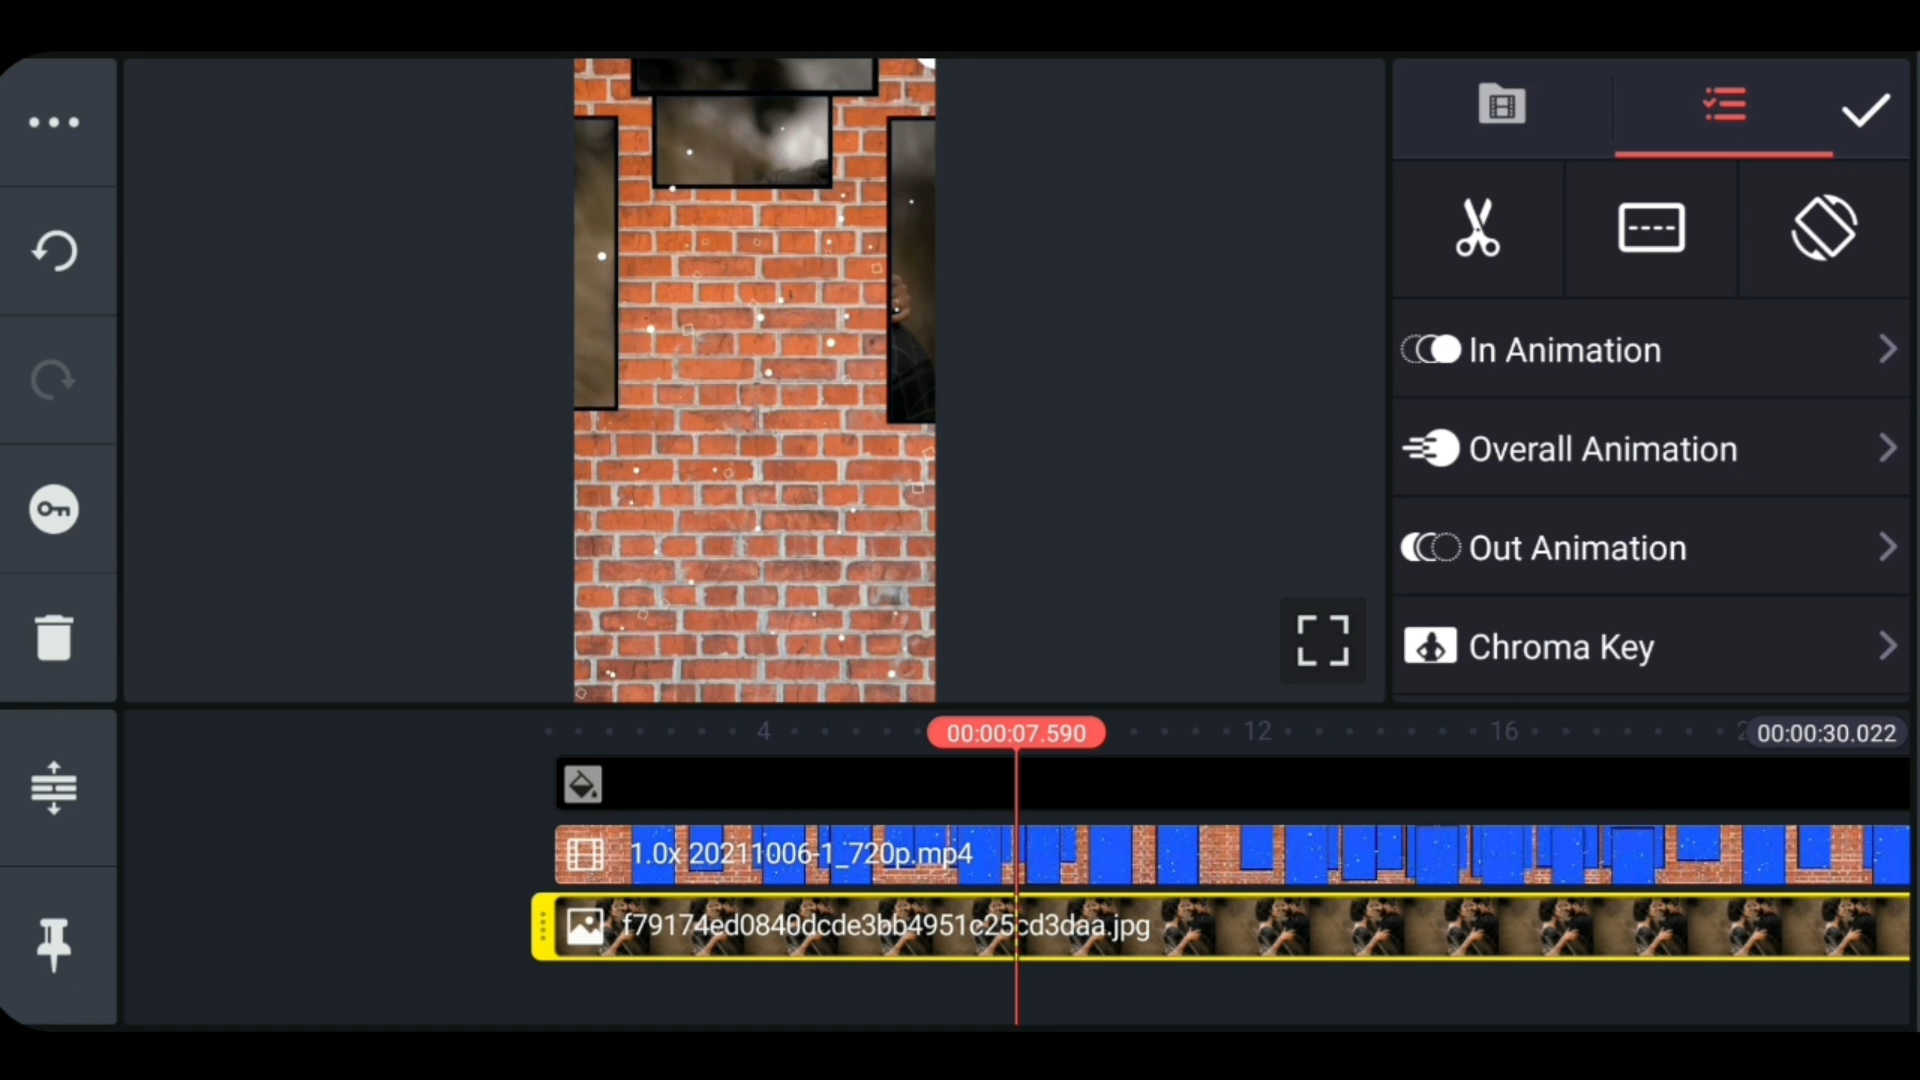 In Animation
Overall Animation
Out Animation
Chroma Key
4
00:00:07.590
12
16
00:00:30.022
1.0x 20211006-1_720p.mp4
f79174ed0840dcde3bb4951c25cd3daa.jpg